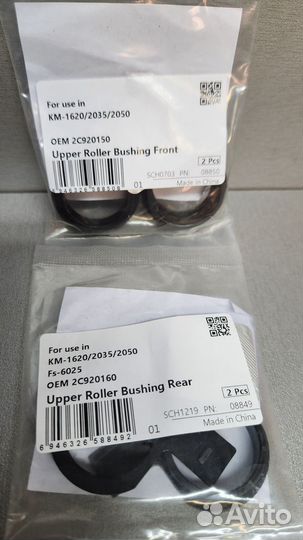 For use in
KM-1620/2035/2050
OEM 2C920150
Upper Roller Bushing Front
2 Pcs
SCH0703 PN: 08850
01
Made in China
For use in
KM-1620/2035/2050
Fs-6025
OEM 2C920160
Upper Roller Bushing Rear
2 Pcs
SCH1219 PN: 08849
6 946326 588492
01
Made in China
Avito